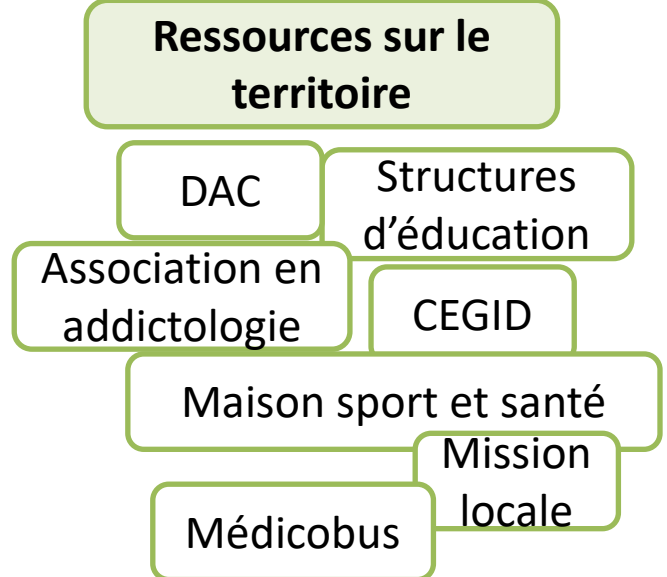 Ressources sur le
territoire
DAC
Structures
d’éducation
Association en
addictologie
CEGID
Maison sport et santé
Mission
locale
Médicobus